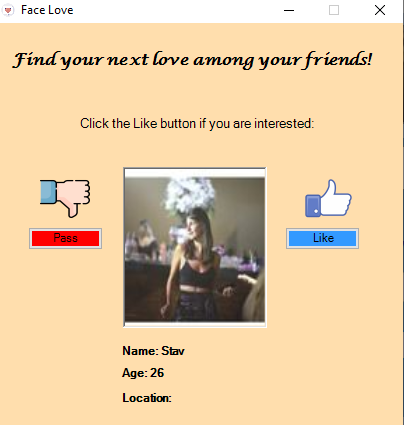 Face Love
Find your next love among your friends!
Click the Like button if you are interested:
Pass
Like
Name: Stav
Age: 26
Location: